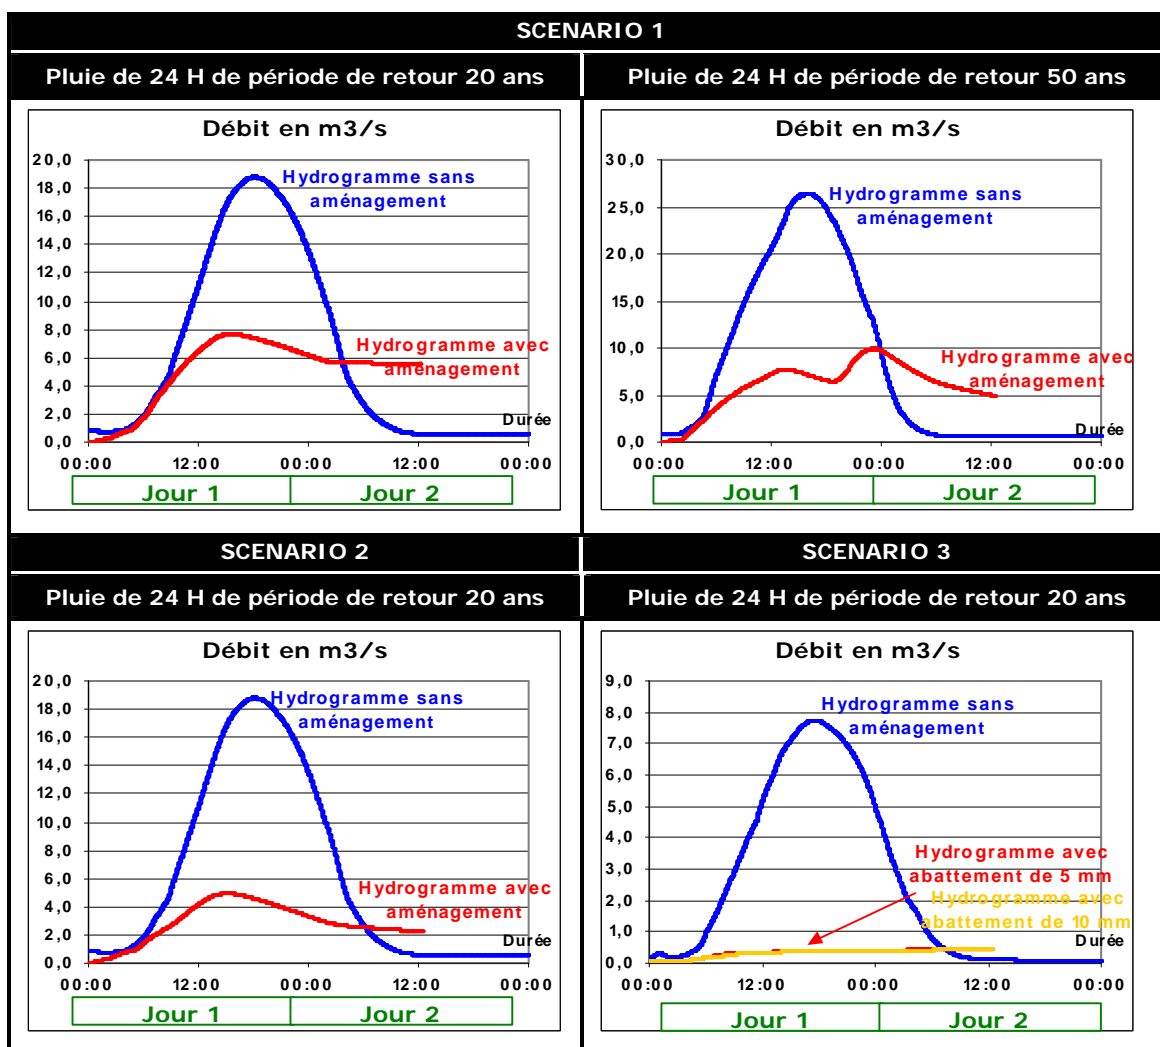 SCENARIO 1
Pluie de 24 H de période de retour 20 ans
Pluie de 24 H de période de retour 50 ans
Débit en m3/s
20,0
18,0
16,0
14,0
12,0
10,0
8,0
6,0
4,0
2,0
0,0
Hydrogramme sans
aménagement
Hydrogramme avec
aménagement
Durée
00:00
12:00
00:00
12:00
00:00
Jour 1
Jour 2
Débit en m3/s
30,0
25,0
20,0
15,0
10,0
5,0
0,0
Hydrogramme sans
aménagement
Hydrogramme avec
aménagement
Durée
00:00
12:00
00:00
12:00
00:00
Jour 1
Jour 2
SCENARIO 2
SCENARIO 3
Pluie de 24 H de période de retour 20 ans
Pluie de 24 H de période de retour 20 ans
Débit en m3/s
20,0
18,0
16,0
14,0
12,0
10,0
8,0
6,0
4,0
2,0
0,0
Hydrogramme sans
aménagement
Hydrogramme avec
aménagement
Durée
00:00
12:00
00:00
12:00
00:00
Jour 1
Jour 2
Débit en m3/s
9,0
8,0
7,0
6,0
5,0
4,0
3,0
2,0
1,0
0,0
Hydrogramme sans
aménagement
Hydrogramme avec
abattement de 5 mm
Hydrogramme avec
abattement de 10 mm
Durée
00:00
12:00
00:00
12:00
00:00
Jour 1
Jour 2